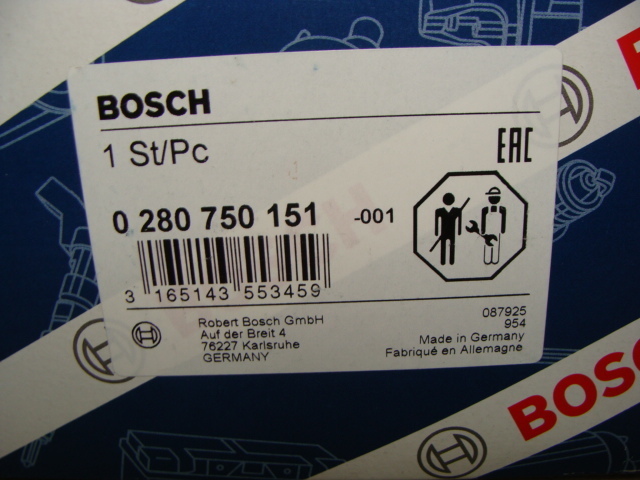 BOSCH
1 St/Pc
EAC
0 280 750 151 -001
3 165143 553459
Robert Bosch GmbH
Auf der Breit 4
76227 Karlsruhe
GERMANY
087925
954
Made in Germany
Fabriqué en Allemagne
BOSC